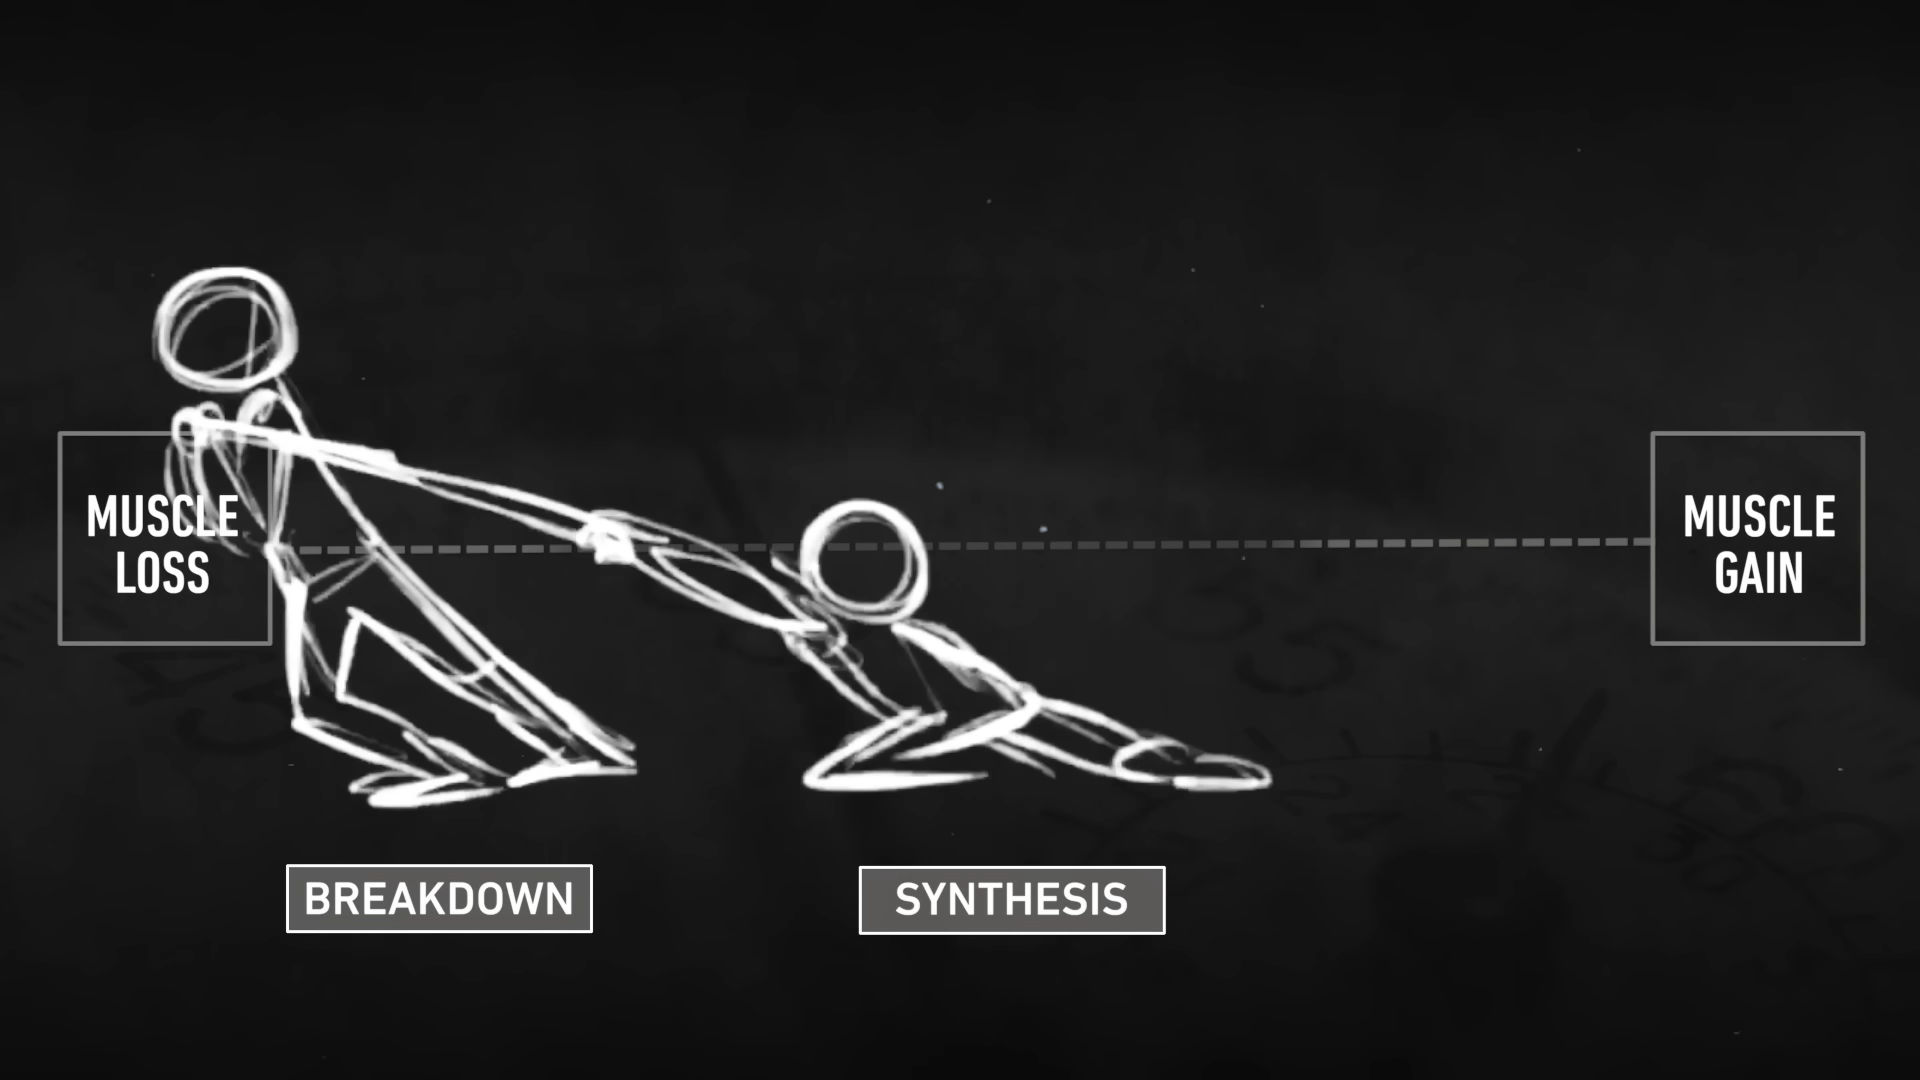 MUSCLE
LOSS
MUSCLE
GAIN
BREAKDOWN
SYNTHESIS